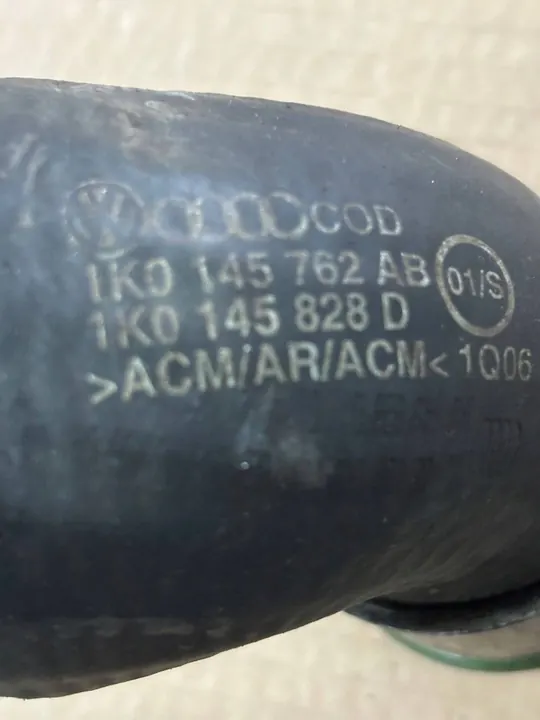 COD
1K0 145 762 AB
01/S
1K0 145 828 D
>ACM/AR/ACM< 1Q06